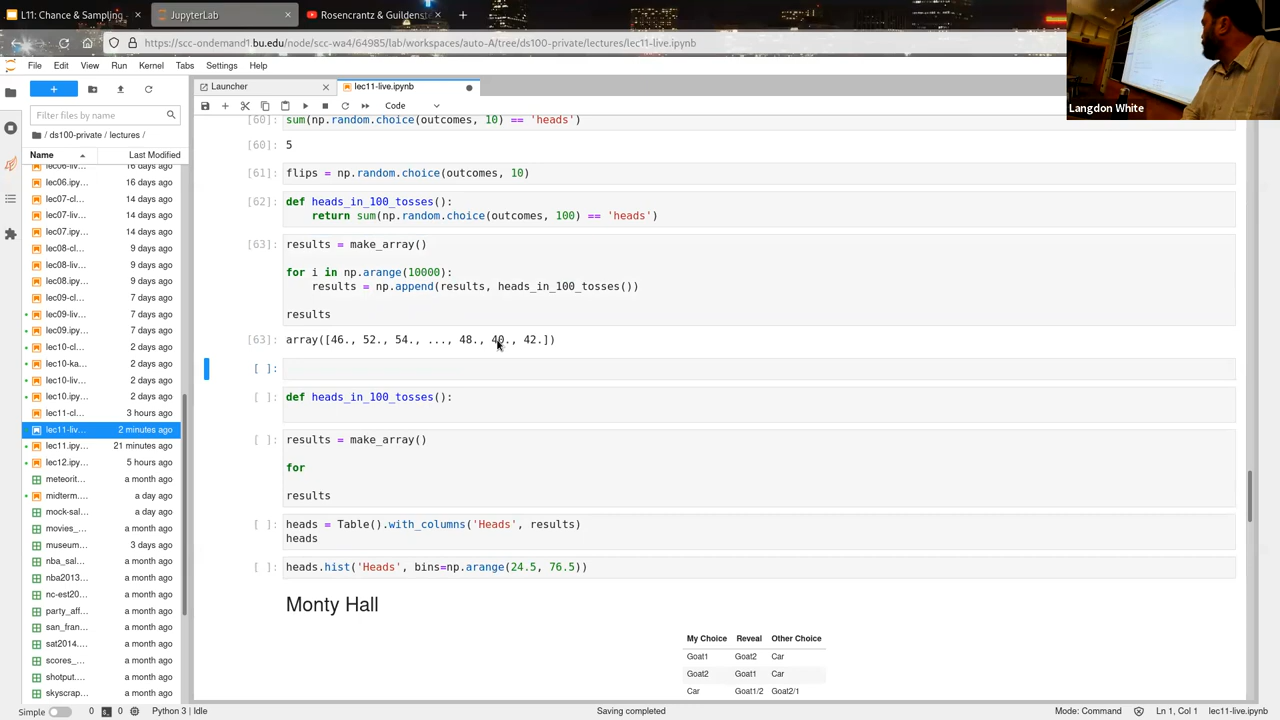 L11: Chance & Sampling -
JupyterLab
Rosencrantz & Guildenste
https://scc-ondemand1.bu.edu/node/scc-wa4/64985/lab/workspaces/auto-A/tree/ds100-private/lectures/lec11-live.ipynb
Langdon White
File Edit View Run Kernel Tabs Settings Help
Launcher
lec11-live.ipynb
Code
Filter files by name
/ ds100-private / lectures /
Name Last Modified
lec06-liv... 16 days ago
lec06.ipy... 16 days ago
lec07-cl... 14 days ago
lec07-liv... 14 days ago
lec07.ipy... 14 days ago
lec08-cl... 9 days ago
lec08-liv... 9 days ago
lec08.ipy... 9 days ago
lec09-cl... 7 days ago
lec09-liv... 7 days ago
lec09.ipy... 7 days ago
lec10-cl... 2 days ago
lec10-ka... 2 days ago
lec10-liv... 2 days ago
lec10.ipy... 2 days ago
lec11-cl... 3 hours ago
lec11-liv... 2 minutes ago
lec11.ipy... 21 minutes ago
lec12.ipy... 5 hours ago
meteorit... a month ago
midterm.... a day ago
mock-sal... a day ago
movies_... a month ago
museum... 3 days ago
nba_sal... a month ago
nba2013... a month ago
nc-est20... a month ago
party_aff... a month ago
san_fran... a month ago
sat2014.... a month ago
scores_... a month ago
shotput.... a month ago
skyscrap... a month ago
[60]: sum(np.random.choice(outcomes, 10) == 'heads')
[60]: 5
[61]: flips = np.random.choice(outcomes, 10)
[62]: def heads_in_100_tosses():
return sum(np.random.choice(outcomes, 100) == 'heads')
[63]: results = make_array()
for i in np.arange(10000):
results = np.append(results, heads_in_100_tosses())
results
[63]: array([46., 52., 54., ..., 48., 40., 42.])
[ ]:
[ ]: def heads_in_100_tosses():
[ ]: results = make_array()
for
results
[ ]: heads = Table().with_columns('Heads', results)
heads
[ ]: heads.hist('Heads', bins=np.arange(24.5, 76.5))
Monty Hall
My Choice Reveal Other Choice
Goat1 Goat2 Car
Goat2 Goat1 Car
Car Goat1/2 Goat2/1
Simple 0 0 Python 3 | Idle Saving completed Mode: Command Ln 1, Col 1 lec11-live.ipynb